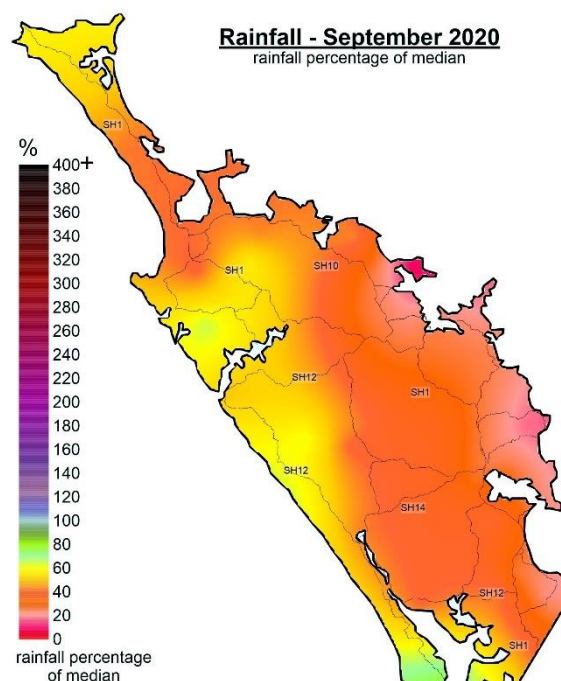 Rainfall - September 2020
rainfall percentage of median
SH1
%
400+
380
360
340
320
300
280
260
240
220
200
180
160
140
120
100
80
60
40
20
0
rainfall percentage
of median
SH1
SH10
SH12
SH1
SH12
SH14
SH12
SH1